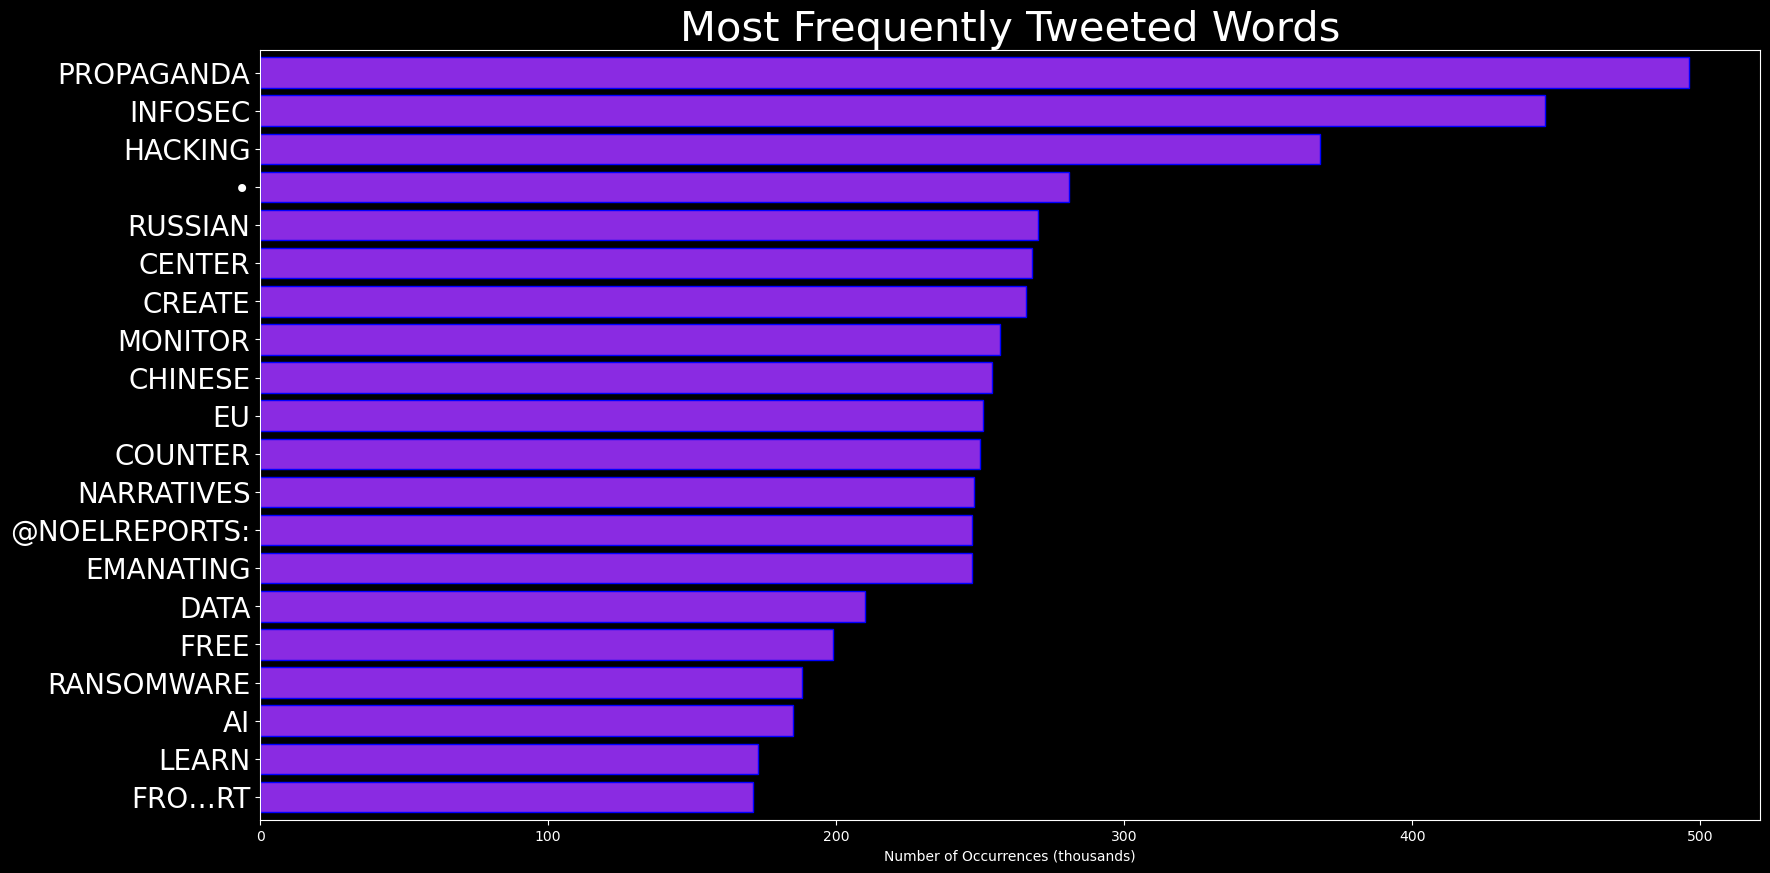 Most Frequently Tweeted Words
PROPAGANDA
INFOSEC
HACKING
•
RUSSIAN
CENTER
CREATE
MONITOR
CHINESE
EU
COUNTER
NARRATIVES
@NOELREPORTS:
EMANATING
DATA
FREE
RANSOMWARE
AI
LEARN
FRO…RT
0 100 200 300 400 500
Number of Occurrences (thousands)